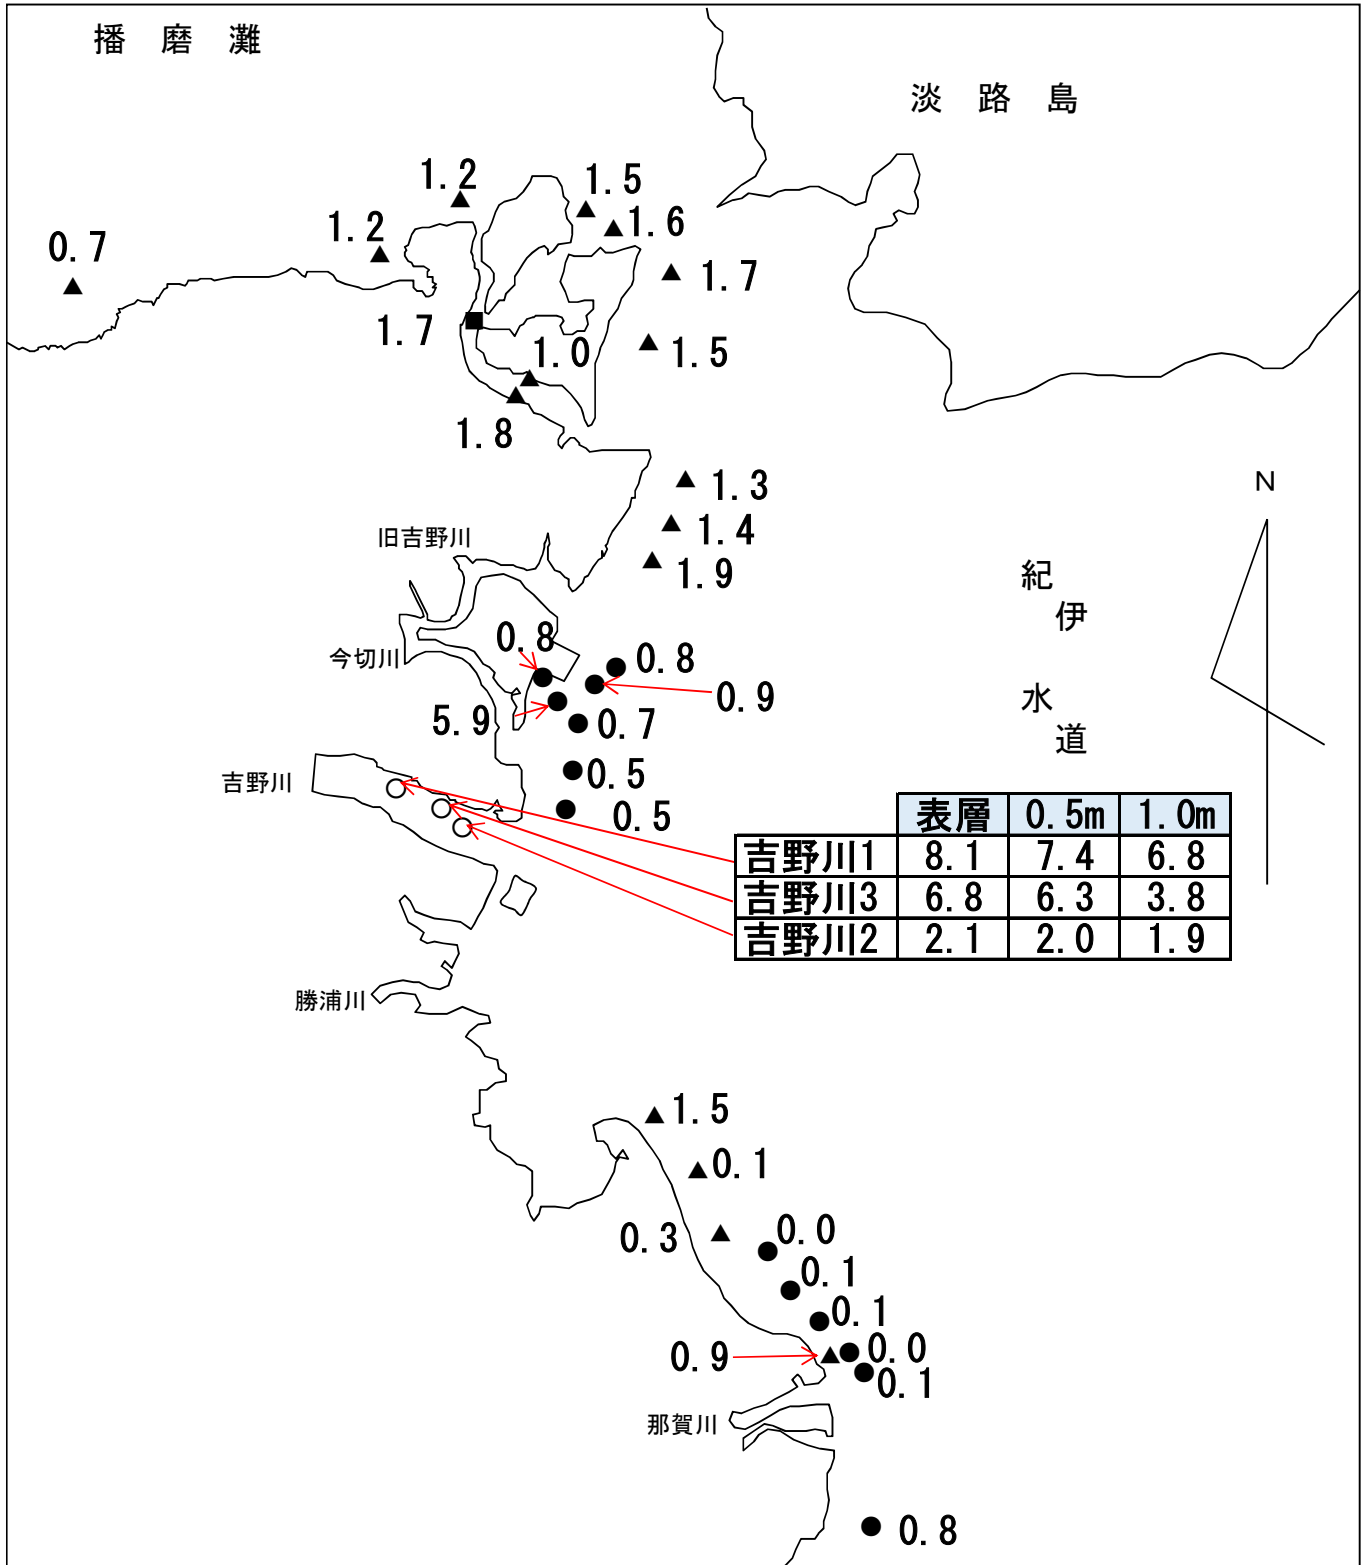 播 磨 灘
淡 路 島
1.2
1.5
1.2
1.6
0.7
1.7
1.7
1.0
1.5
1.8
1.3
N
1.4
旧吉野川
1.9
紀
伊
0.8
今切川
0.8
0.9
水
5.9
0.7
道
吉野川
0.5
0.5
表層 0.5m 1.0m
吉野川1 8.1 7.4 6.8
吉野川3 6.8 6.3 3.8
吉野川2 2.1 2.0 1.9
勝浦川
1.5
0.1
0.3
0.0
0.1
0.1
0.9
0.0
0.1
那賀川
0.8